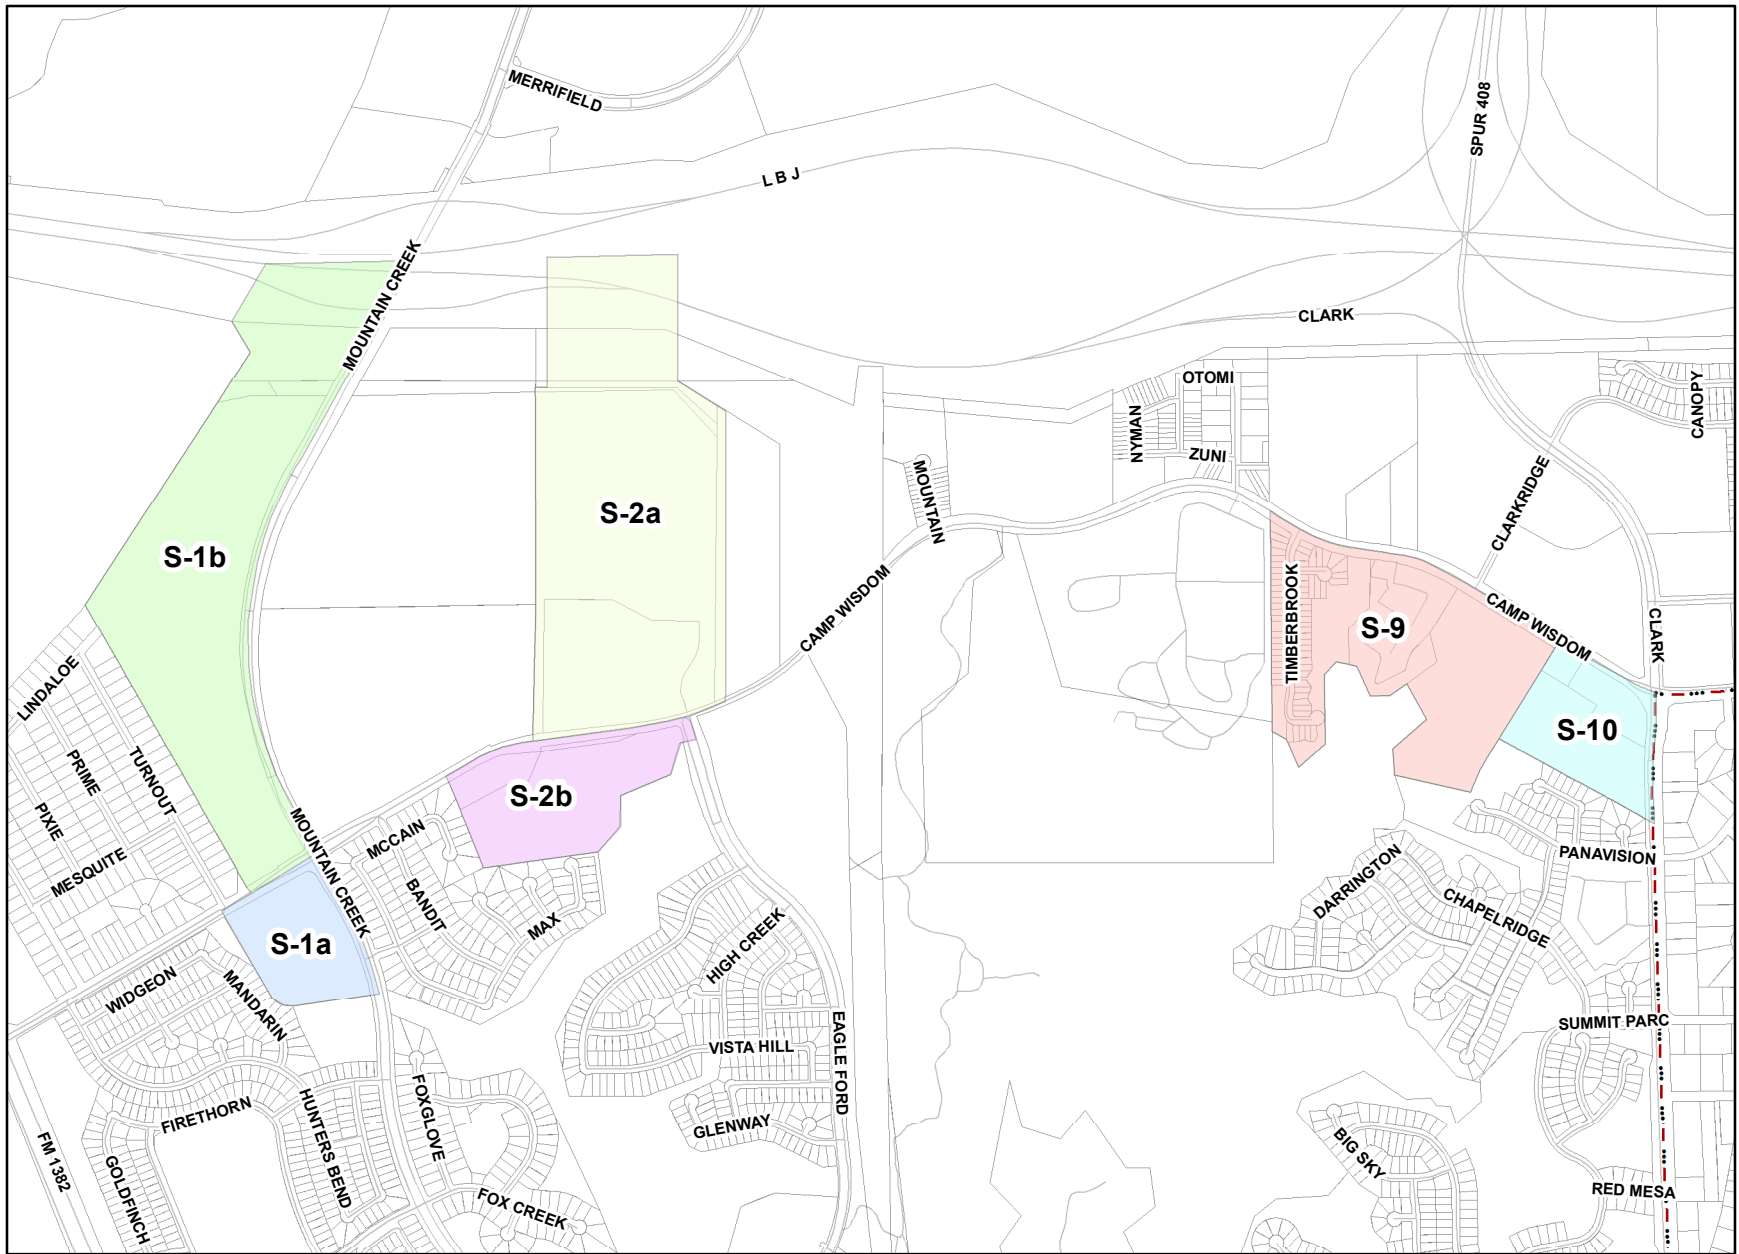 MERRIFIELD
SPUR 408
L B J
MOUNTAIN CREEK
CLARK
OTOMI
CANOPY
NYMAN
ZUNI
MOUNTAIN
CLARKRIDGE
S-2a
S-1b
CAMP WISDOM
TIMBERBROOK
S-9
CAMP WISDOM
CLARK
LINDALOE
S-10
PRIME
TURNOUT
S-2b
PIXIE
MOUNTAIN CREEK
MCCAIN
MESQUITE
PANAVISION
DARRINGTON
BANDIT
CHAPELRIDGE
MAX
S-1a
HIGH CREEK
WIDGEON
MANDARIN
SUMMIT PARC
VISTA HILL
EAGLE FORD
FIRETHORN
FOXGLOVE
HUNTERS BEND
GLENWAY
FM 1382
BIG SKY
GOLDFINCH
RED MESA
FOX CREEK